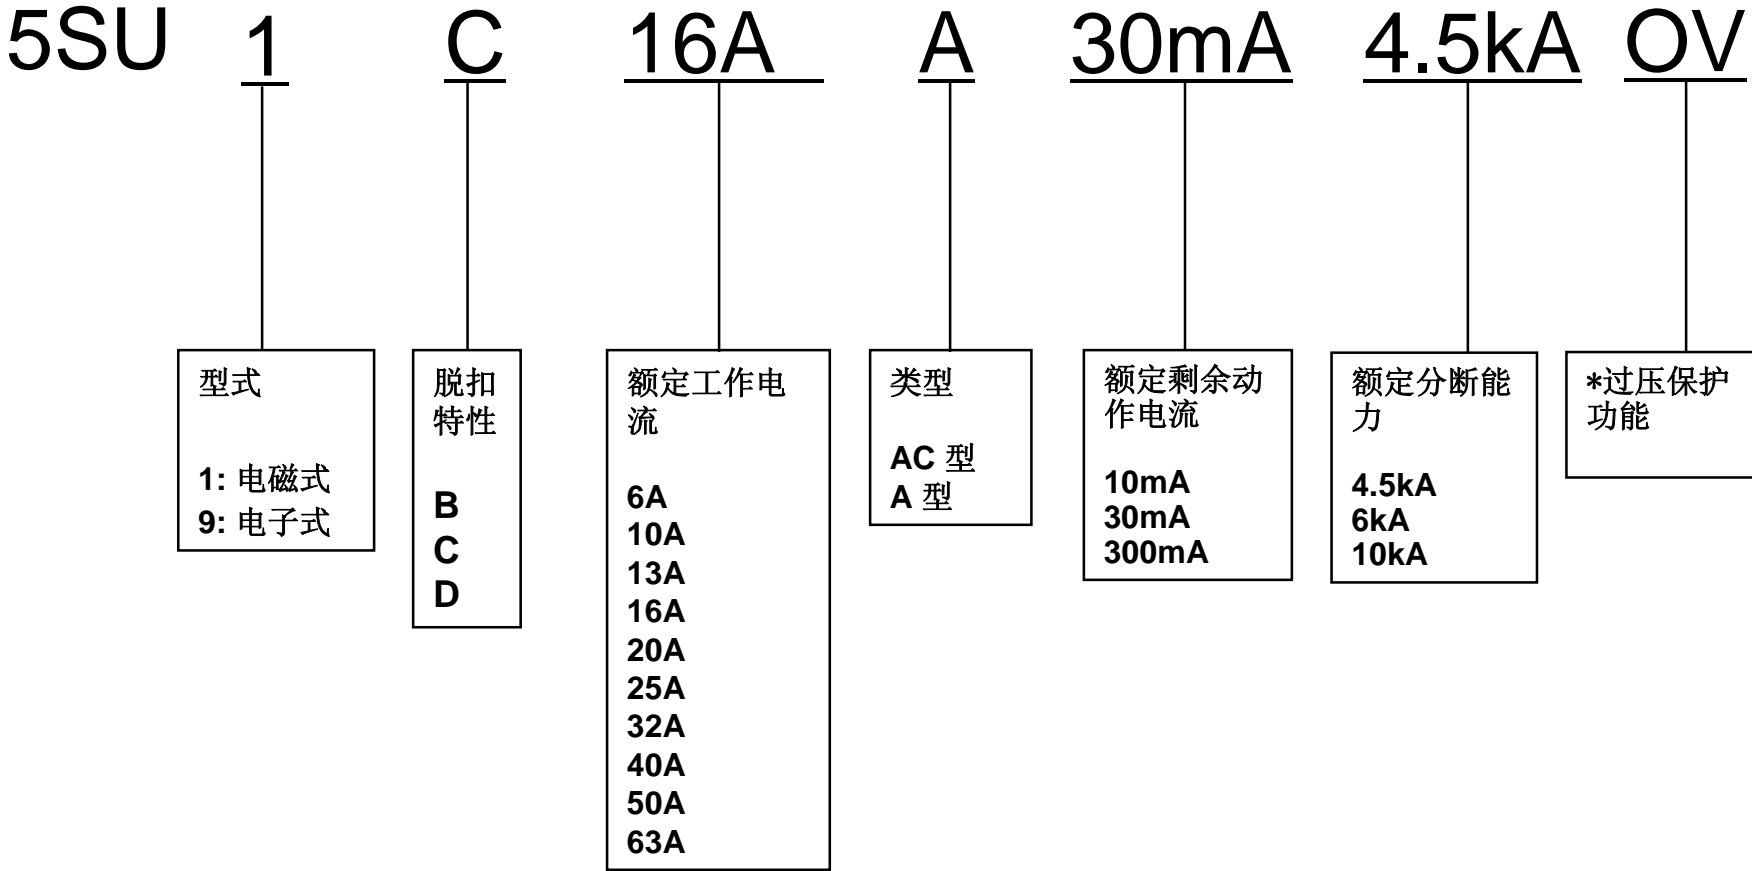 5SU 1 C 16A A 30mA 4.5kA OV
型式
1: 电磁式
9: 电子式
脱扣
特性
B
C
D
额定工作电
流
6A
10A
13A
16A
20A
25A
32A
40A
50A
63A
类型
AC 型
A 型
额定剩余动
作电流
10mA
30mA
300mA
额定分断能
力
4.5kA
6kA
10kA
*过压保护
功能